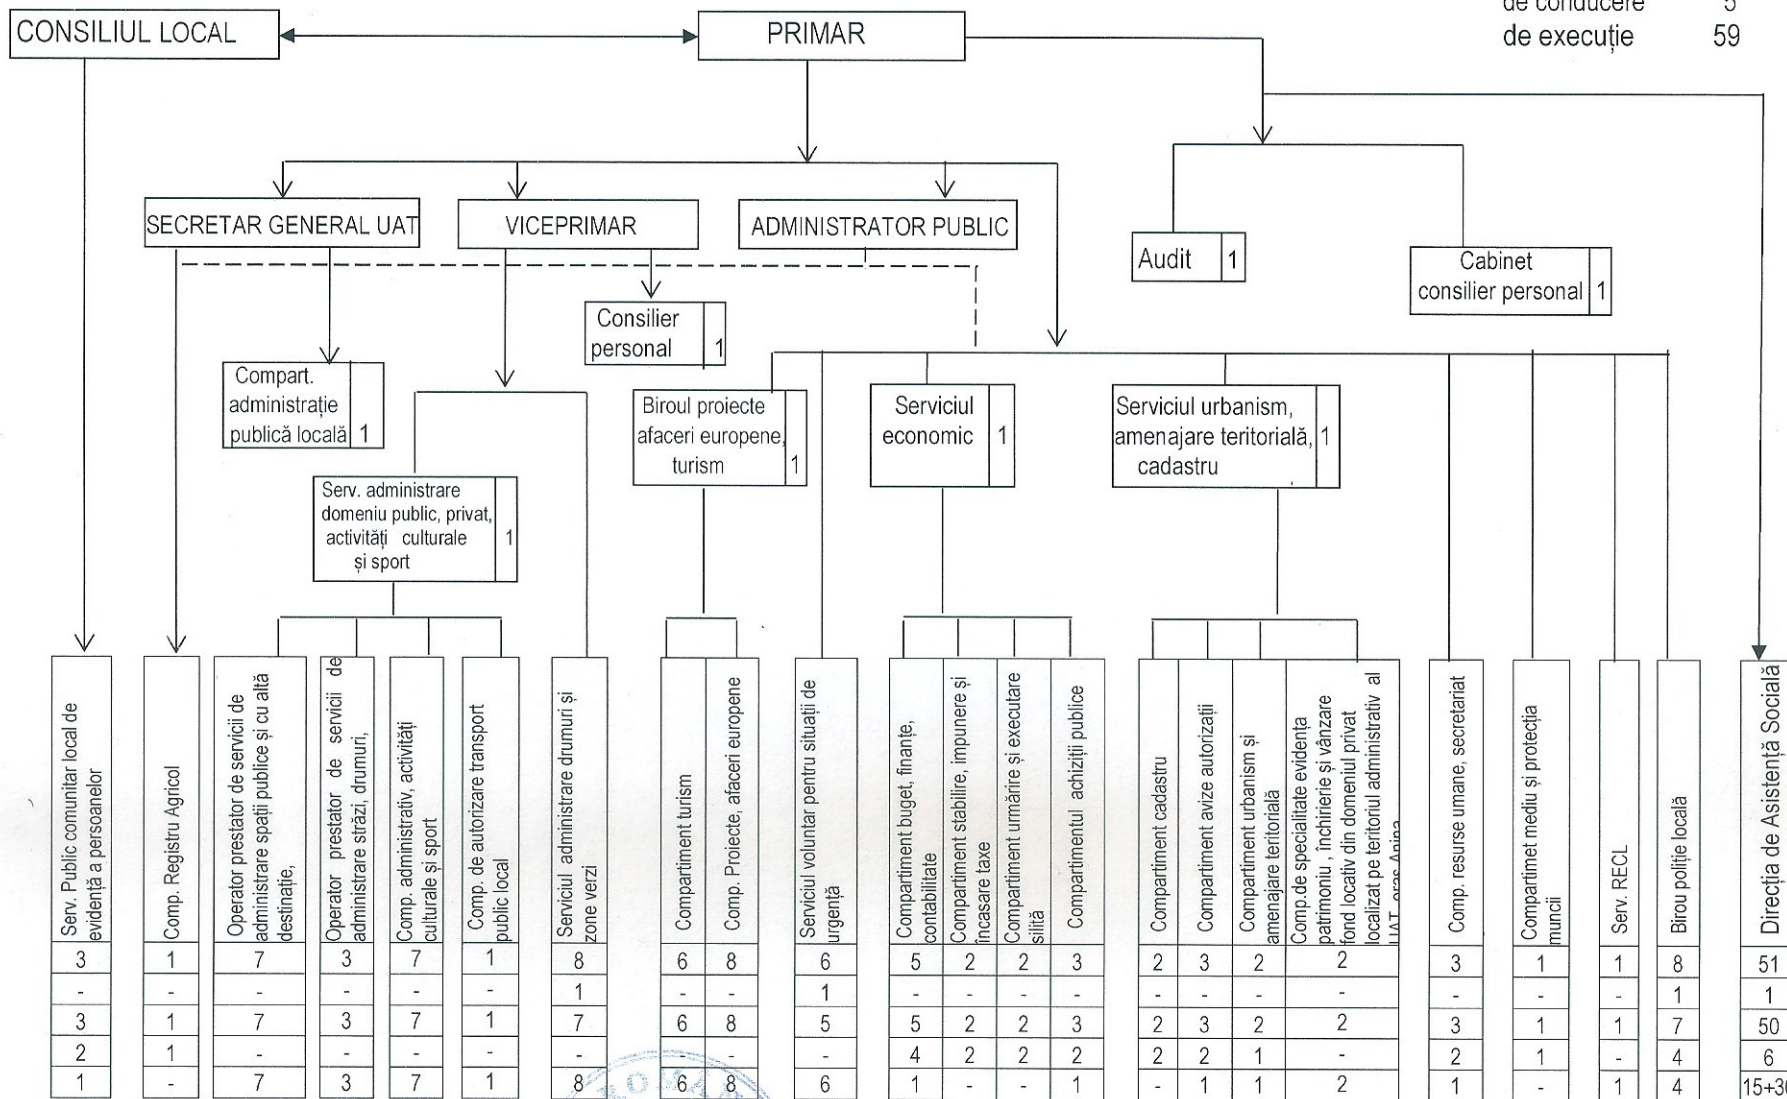 de conducere 5
de execuție 59
CONSILIUL LOCAL
PRIMAR
SECRETAR GENERAL UAT
VICEPRIMAR
ADMINISTRATOR PUBLIC
Audit 1
Cabinet
consilier personal 1
Consilier
personal 1
Compart.
administrație
publică locală 1
Biroul proiecte
afaceri europene,
turism 1
Serviciul
economic 1
Serviciul urbanism,
amenajare teritorială, 1
cadastru
Serv. administrare
domeniu public, privat,
activități culturale 1
și sport
Serv. Public comunitar local de
evidență a persoanelor
Comp. Registru Agricol
Operator prestator de servicii de
administrare spații publice și cu altă
destinație,
Operator prestator de servicii de
administrare străzi, drumuri,
Comp. administrativ, activități
culturale și sport
Comp. de autorizare transport
public local
Serviciul administrare drumuri și
zone verzi
Compartiment turism
Comp. Proiecte, afaceri europene
Serviciul voluntar pentru situații de
urgență
Compartiment buget, finanțe,
contabilitate
Compartiment stabilire, impunere și
încasare taxe
Compartiment urmărire și executare
silită
Compartimentul achiziții publice
Compartiment cadastru
Compartiment avize autorizații
Compartiment urbanism și
amenajare teritorială
Comp.de specialitate evidența
patrimoniu , închiriere și vânzare
fond locativ din domeniul privat
localizat pe teritoriul administrativ al
Comp. resurse umane, secretariat
Compartimet mediu și protecția
muncii
Serv. RECL
Birou poliție locală
Direcția de Asistență Socială
3 1 7 3 7 1 8 6 8 6 5 2 2 3 2 3 2 2 3 1 1 8 51
- - - - - - 1 - - 1 - - - - - - - - - - - 1 1
3 1 7 3 7 1 7 6 8 5 5 2 2 3 2 3 2 2 3 1 1 7 50
2 1 - - - - - - - - 4 2 2 2 2 2 1 - 2 1 - 4 6
1 - 7 3 7 1 8 6 8 6 1 - - 1 - 1 1 2 1 - 1 4
ROMÂN